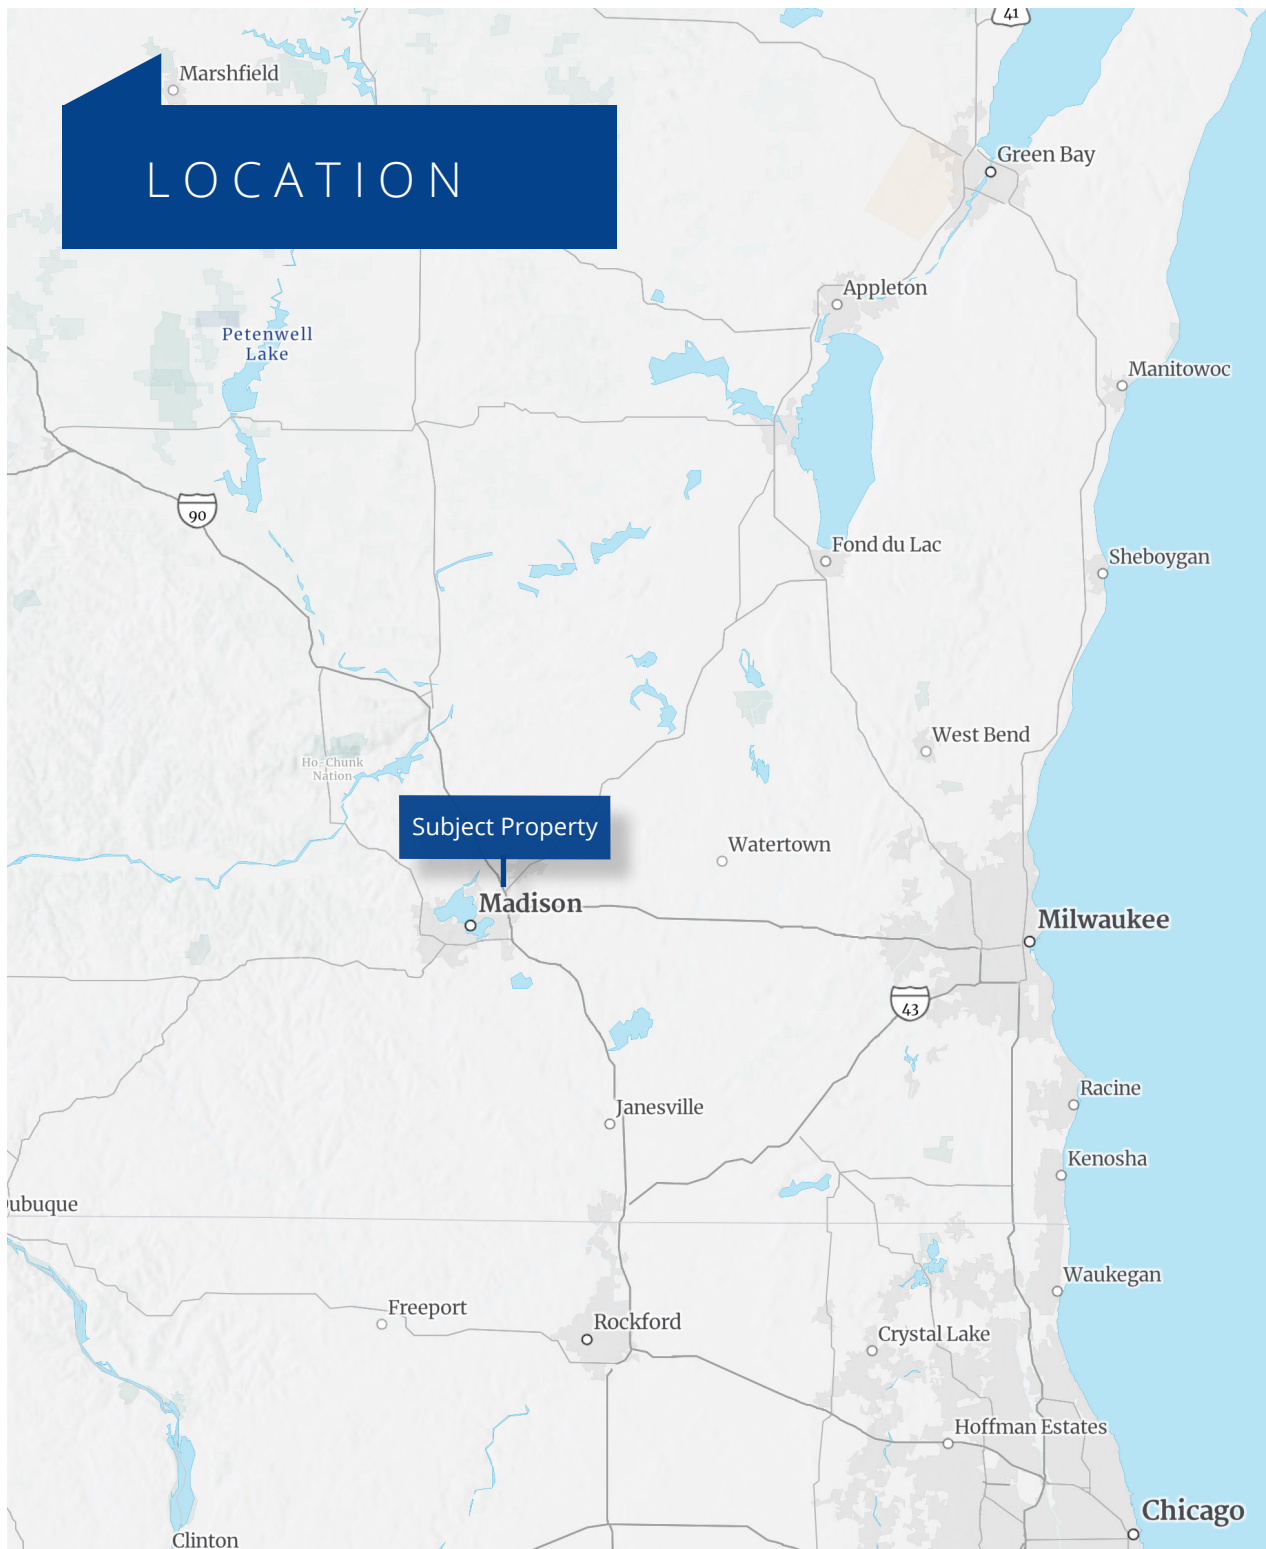 41
Marshfield
Green Bay
LOCATION
Appleton
Petenwell
Lake
Manitowoc
90
Fond du Lac
Sheboygan
West Bend
Ho-Chunk
Nation
Subject Property
Watertown
Madison
Milwaukee
43
Racine
Janesville
Kenosha
ubuque
Waukegan
Freeport
Rockford
Crystal Lake
Hoffman Estates
Chicago
Clinton